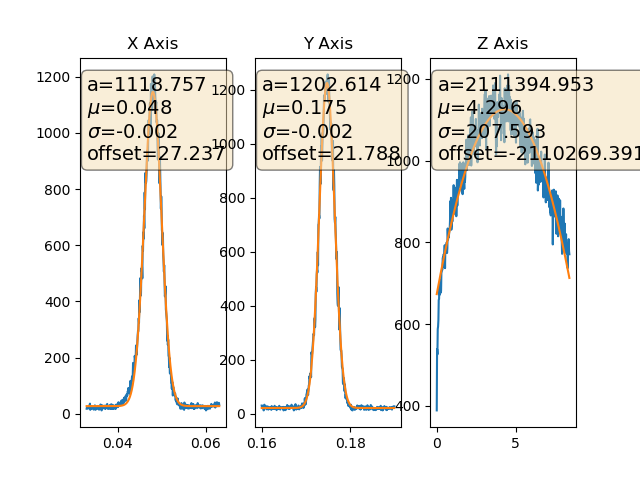 X Axis
a=1118.757
μ=0.048
σ=-0.002
offset=27.237
1200
1000
800
600
400
200
0
0.04 0.06
Y Axis
a=1202.614
μ=0.175
σ=-0.002
offset=21.788
1200
1000
800
600
400
200
0
0.16 0.18
Z Axis
a=2111394.953
μ=4.296
σ=207.593
offset=-2110269.391
1200
1000
800
600
400
0 5